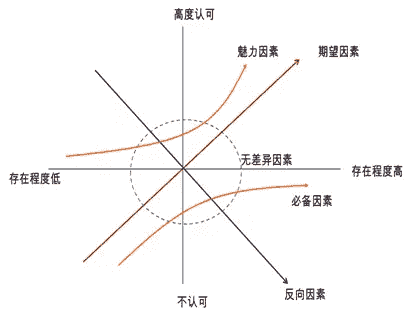 高度认可
魅力因素
期望因素
无差异因素
存在程度低
存在程度高
必备因素
反向因素
不认可